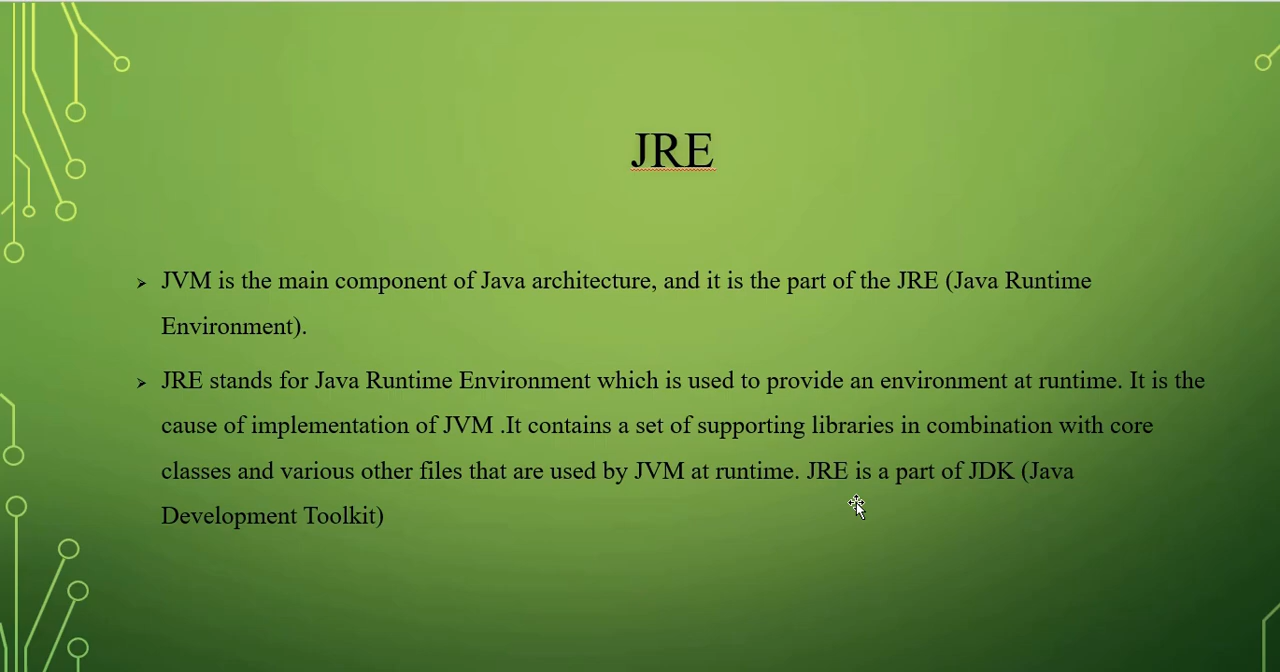 JRE
JVM is the main component of Java architecture, and it is the part of the JRE (Java Runtime
Environment).
JRE stands for Java Runtime Environment which is used to provide an environment at runtime. It is the
cause of implementation of JVM .It contains a set of supporting libraries in combination with core
classes and various other files that are used by JVM at runtime. JRE is a part of JDK (Java
Development Toolkit)